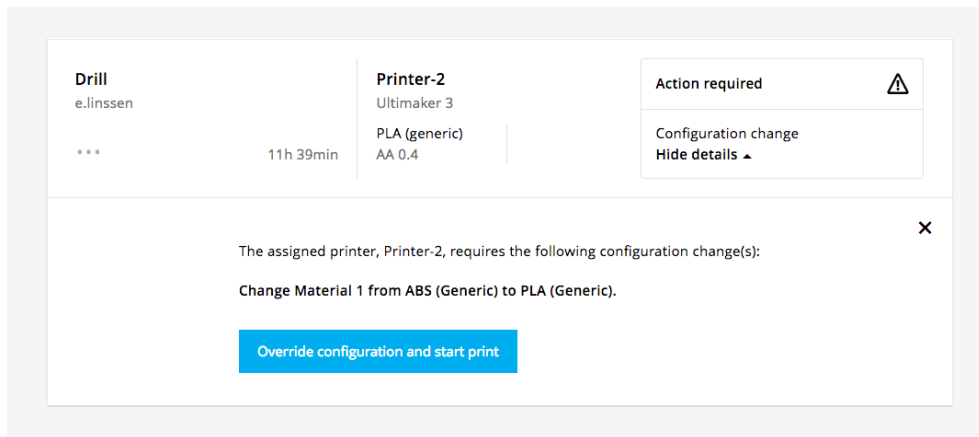 Drill
e.linssen
11h 39min
Printer-2
Ultimaker 3
PLA (generic)
AA 0.4
Action required
Configuration change
Hide details
The assigned printer, Printer-2, requires the following configuration change(s):
Change Material 1 from ABS (Generic) to PLA (Generic).
Override configuration and start print